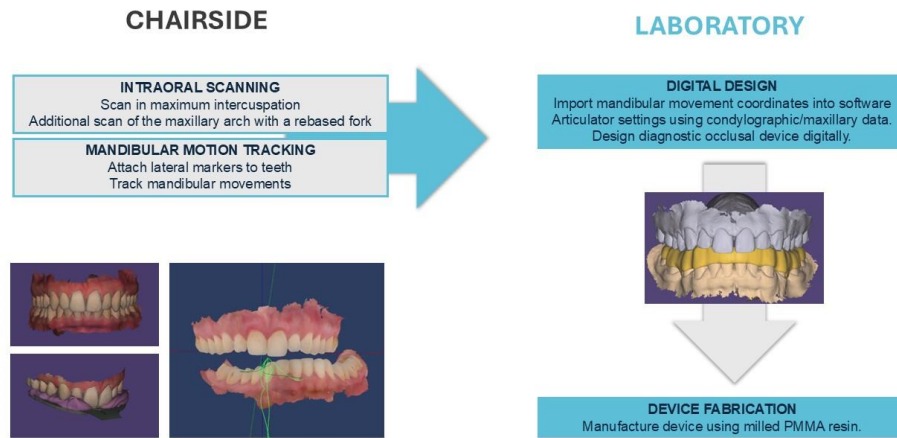 CHAIRSIDE
INTRAORAL SCANNING
Scan in maximum intercuspation
Additional scan of the maxillary arch with a rebased fork
MANDIBULAR MOTION TRACKING
Attach lateral markers to teeth
Track mandibular movements
LABORATORY
DIGITAL DESIGN
Import mandibular movement coordinates into software
Articulator settings using condylographic/maxillary data.
Design diagnostic occlusal device digitally.
DEVICE FABRICATION
Manufacture device using milled PMMA resin.